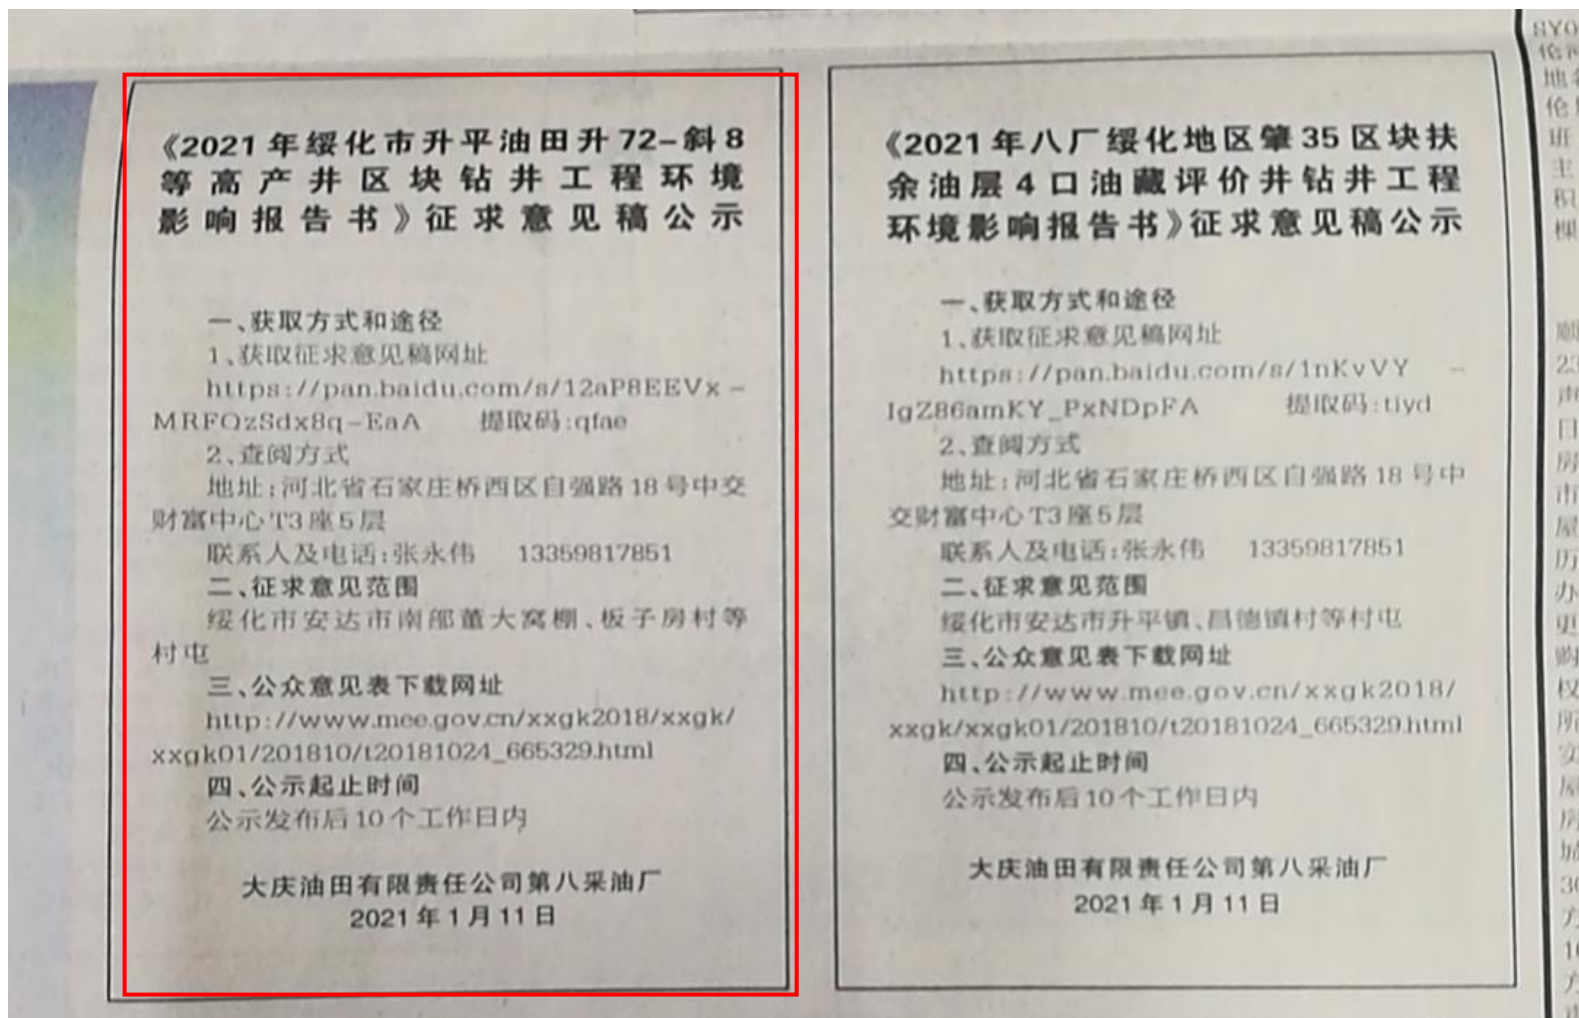 《2021年绥化市升平油田升72-斜8
等高产井区块钻井工程环境
影响报告书》征求意见稿公示
一、获取方式和途径
1、获取征求意见稿网址
https://pan.baidu.com/s/12aP8EEVx-
MRFOzSdx8q-EaA 提取码:qfae
2、查阅方式
地址:河北省石家庄桥西区自强路18号中交
财富中心T3座5层
联系人及电话:张永伟 13359817851
二、征求意见范围
绥化市安达市南部董大窝棚、板子房村等
村屯
三、公众意见表下载网址
http://www.mee.gov.cn/xxgk2018/xxgk/
xxgk01/201810/t20181024_665329.html
四、公示起止时间
公示发布后10个工作日内
大庆油田有限责任公司第八采油厂
2021年1月11日
《2021年八厂绥化地区肇35区块扶
余油层4口油藏评价井钻井工程
环境影响报告书》征求意见稿公示
一、获取方式和途径
1、获取征求意见稿网址
https://pan.baidu.com/s/1nKvVY-
IgZ86amKY_PxNDpFA 提取码:tiyd
2、查阅方式
地址:河北省石家庄桥西区自强路18号中
交财富中心T3座5层
联系人及电话:张永伟 13359817851
二、征求意见范围
绥化市安达市升平镇、昌德镇村等村屯
三、公众意见表下载网址
http://www.mee.gov.cn/xxgk2018/
xxgk/xxgk01/201810/t20181024_665329.html
四、公示起止时间
公示发布后10个工作日内
大庆油田有限责任公司第八采油厂
2021年1月11日